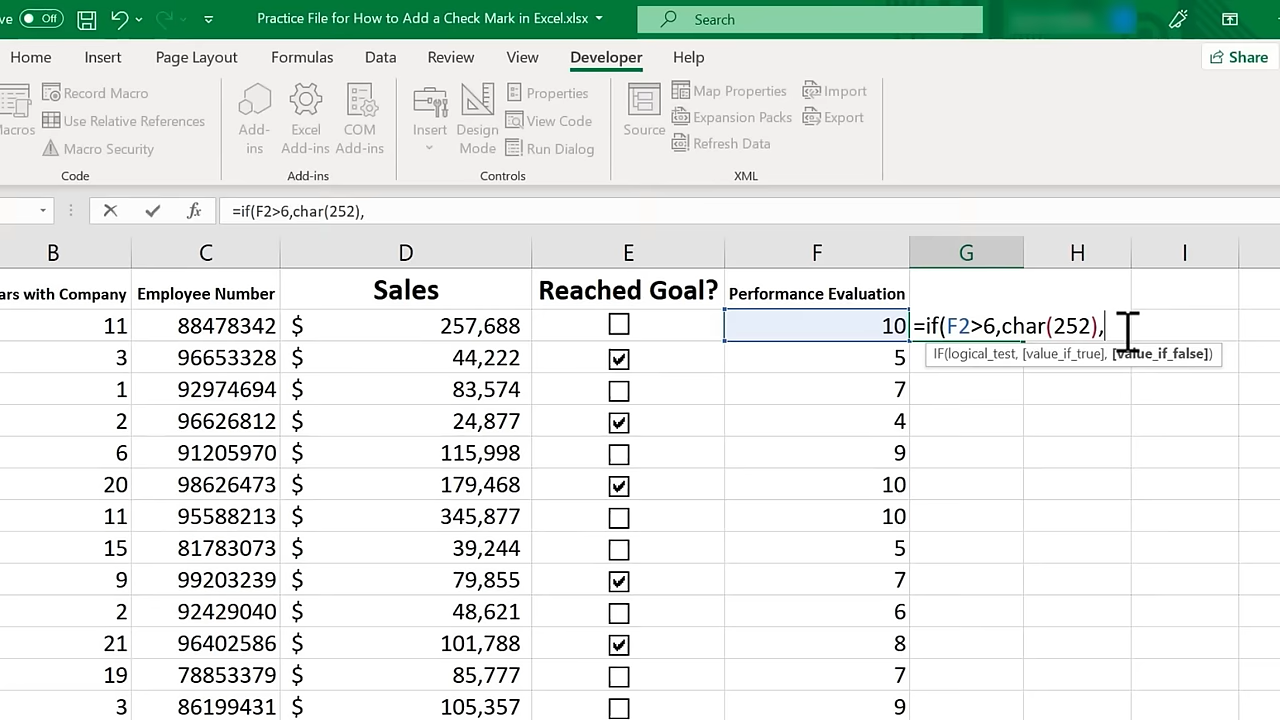 ve Off Practice File for How to Add a Check Mark in Excel.xlsx Search
Home Insert Page Layout Formulas Data Review View Developer Help Share
Record Macro
Use Relative References
Macro Security
Code
Add-ins Excel Add-ins COM Add-ins
Add-ins
Insert Design Mode
Properties
View Code
Run Dialog
Controls
Source
Map Properties Import
Expansion Packs Export
Refresh Data
XML
fx =if(F2>6,char(252),
B C D E F G H I
ars with Company Employee Number Sales Reached Goal? Performance Evaluation
11 88478342 $ 257,688 10 =if(F2>6,char(252),
IF(logical_test, [value_if_true], [value_if_false])
3 96653328 $ 44,222 5
1 92974694 $ 83,574 7
2 96626812 $ 24,877 4
6 91205970 $ 115,998 9
20 98626473 $ 179,468 10
11 95588213 $ 345,877 10
15 81783073 $ 39,244 5
9 99203239 $ 79,855 7
2 92429040 $ 48,621 6
21 96402586 $ 101,788 8
19 78853379 $ 85,777 7
3 86199431 $ 105,357 9